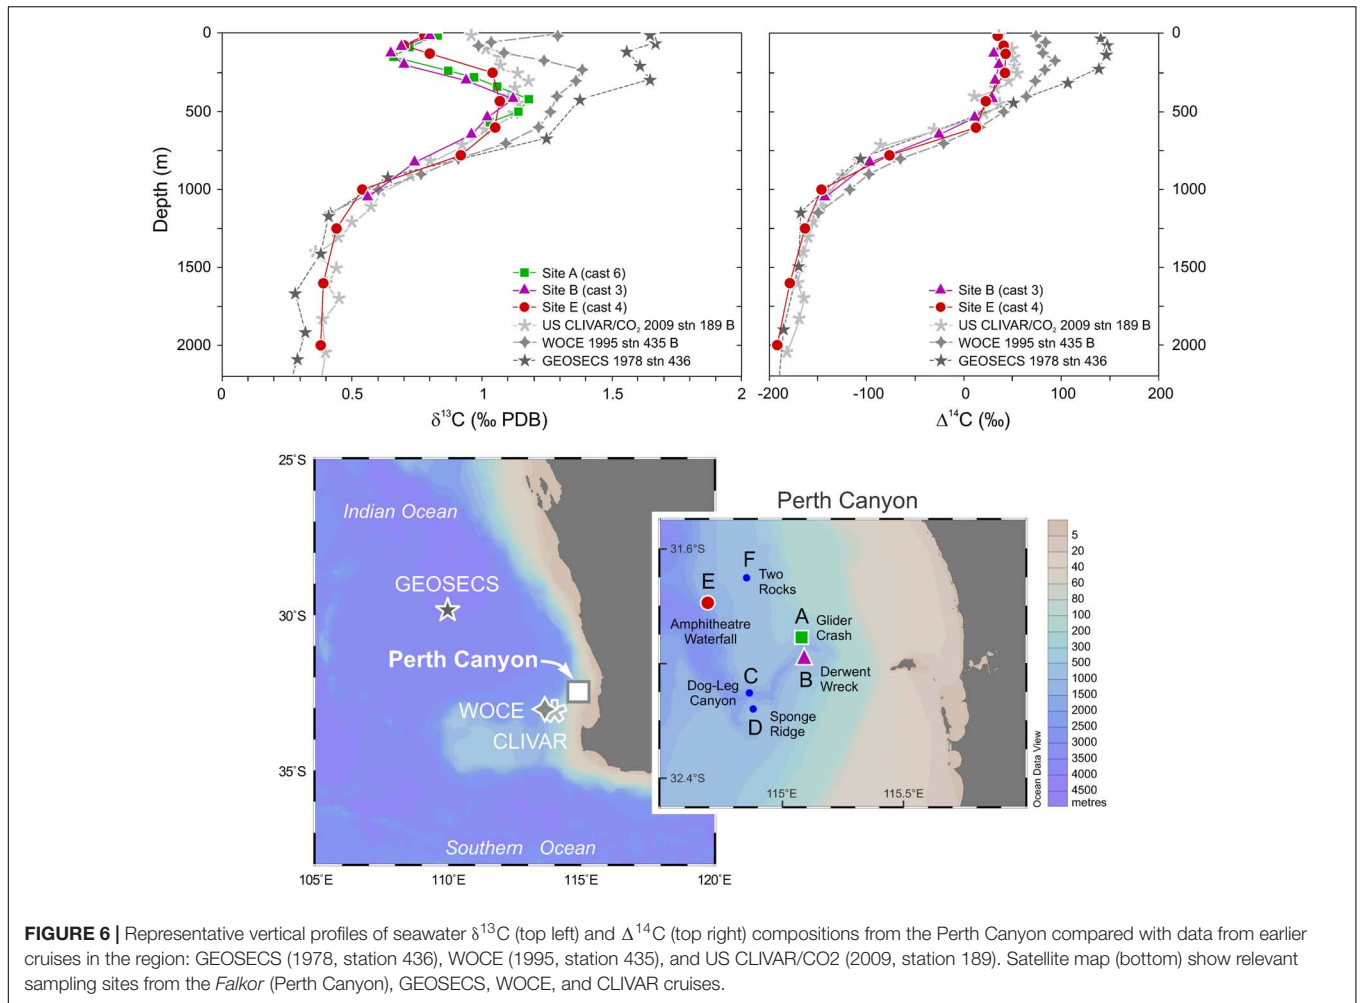 0
500
1000
1500
2000
Depth (m)
Site A (cast 6)
Site B (cast 3)
Site E (cast 4)
US CLIVAR/CO₂ 2009 stn 189 B
WOCE 1995 stn 435 B
GEOSECS 1978 stn 436
0 0.5 1 1.5 2
δ¹³C (‰ PDB)
0
500
1000
1500
2000
Site B (cast 3)
Site E (cast 4)
US CLIVAR/CO₂ 2009 stn 189 B
WOCE 1995 stn 435 B
GEOSECS 1978 stn 436
-200 -100 0 100 200
Δ¹⁴C (‰)
25°S
30°S
35°S
Indian Ocean
GEOSECS
Perth Canyon
WOCE
CLIVAR
Southern Ocean
105°E 110°E 115°E 120°E
Perth Canyon
31.6°S
F
Two
Rocks
E
Amphitheatre
Waterfall
A
Glider
Crash
B
Derwent
Wreck
C
Dog-Leg
Canyon
D
Sponge
Ridge
32.4°S
115°E 115.5°E
Ocean Data View
5
20
40
60
80
100
200
300
500
1000
1500
2000
2500
3000
3500
4000
4500
metres
FIGURE 6 | Representative vertical profiles of seawater δ¹³C (top left) and Δ¹⁴C (top right) compositions from the Perth Canyon compared with data from earlier
cruises in the region: GEOSECS (1978, station 436), WOCE (1995, station 435), and US CLIVAR/CO2 (2009, station 189). Satellite map (bottom) show relevant
sampling sites from the Falkor (Perth Canyon), GEOSECS, WOCE, and CLIVAR cruises.